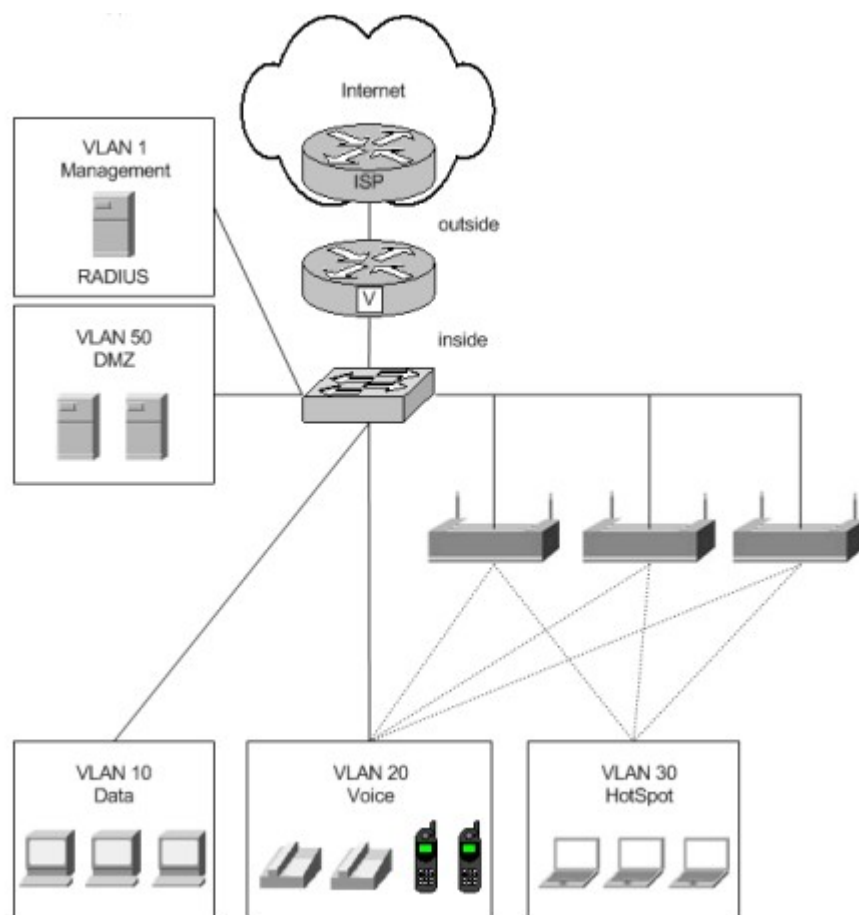 Internet
ISP
outside
V
inside
VLAN 1
Management
RADIUS
VLAN 50
DMZ
VLAN 10
Data
VLAN 20
Voice
VLAN 30
HotSpot